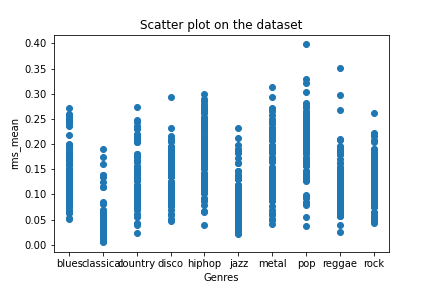 Scatter plot on the dataset
0.40
0.35
0.30
0.25
0.20
0.15
0.10
0.05
0.00
rms_mean
blues classical country disco hiphop jazz metal pop reggae rock
Genres